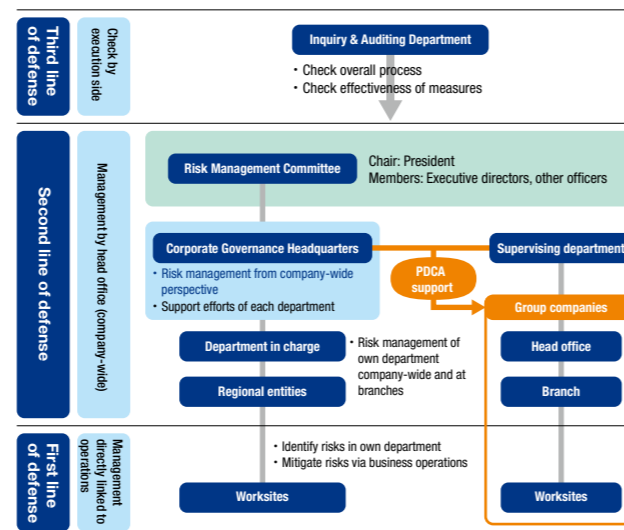 Third line
of defense
Check by
execution side
Inquiry & Auditing Department
• Check overall process
• Check effectiveness of measures
Second line of defense
Management by head office (company-wide)
Risk Management Committee
Chair: President
Members: Executive directors, other officers
Corporate Governance Headquarters
• Risk management from company-wide
perspective
• Support efforts of each department
PDCA
support
Supervising department
Group companies
Department in charge
• Risk management of
own department
company-wide and at
branches
Head office
Regional entities
Branch
First line
of defense
Management
directly linked to
operations
• Identify risks in own department
• Mitigate risks via business operations
Worksites
Worksites